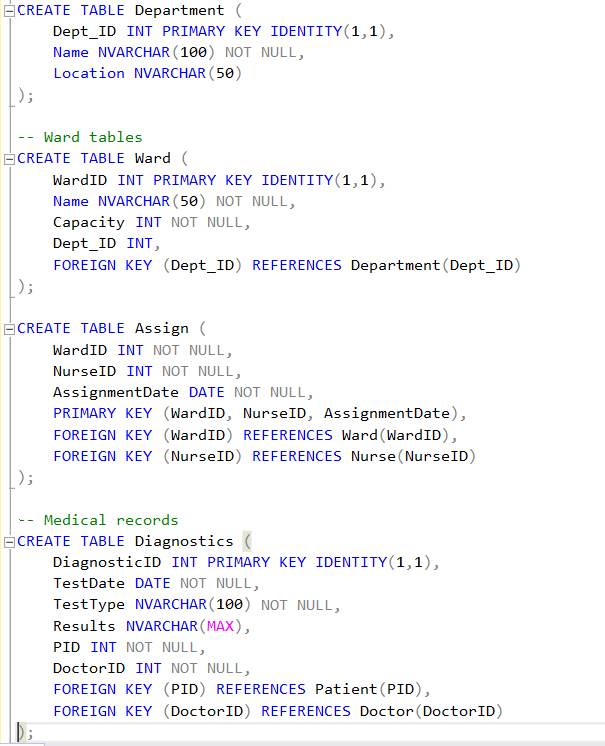 CREATE TABLE Department (
    Dept_ID INT PRIMARY KEY IDENTITY(1,1),
    Name NVARCHAR(100) NOT NULL,
    Location NVARCHAR(50)
);
-- Ward tables
CREATE TABLE Ward (
    WardID INT PRIMARY KEY IDENTITY(1,1),
    Name NVARCHAR(50) NOT NULL,
    Capacity INT NOT NULL,
    Dept_ID INT,
    FOREIGN KEY (Dept_ID) REFERENCES Department(Dept_ID)
);
CREATE TABLE Assign (
    WardID INT NOT NULL,
    NurseID INT NOT NULL,
    AssignmentDate DATE NOT NULL,
    PRIMARY KEY (WardID, NurseID, AssignmentDate),
    FOREIGN KEY (WardID) REFERENCES Ward(WardID),
    FOREIGN KEY (NurseID) REFERENCES Nurse(NurseID)
);
-- Medical records
CREATE TABLE Diagnostics (
    DiagnosticID INT PRIMARY KEY IDENTITY(1,1),
    TestDate DATE NOT NULL,
    TestType NVARCHAR(100) NOT NULL,
    Results NVARCHAR(MAX),
    PID INT NOT NULL,
    DoctorID INT NOT NULL,
    FOREIGN KEY (PID) REFERENCES Patient(PID),
    FOREIGN KEY (DoctorID) REFERENCES Doctor(DoctorID)
);